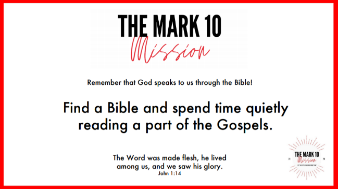 THE MARK 10
Mission
Remember that God speaks to us through the Bible!
Find a Bible and spend time quietly
reading a part of the Gospels.
The Word was made flesh, he lived
among us, and we saw his glory.
John 1:14
THE MARK 10
Mission